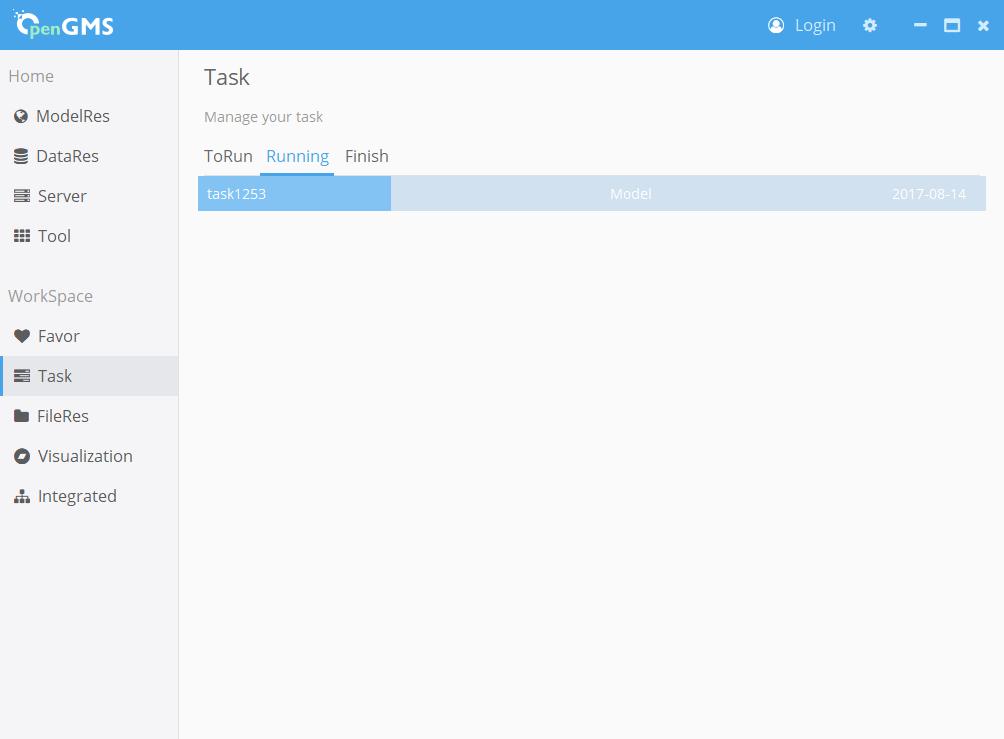 OpenGMS
Login
Home
ModelRes
DataRes
Server
Tool
WorkSpace
Favor
Task
FileRes
Visualization
Integrated
Task
Manage your task
ToRun Running Finish
task1253 Model 2017-08-14